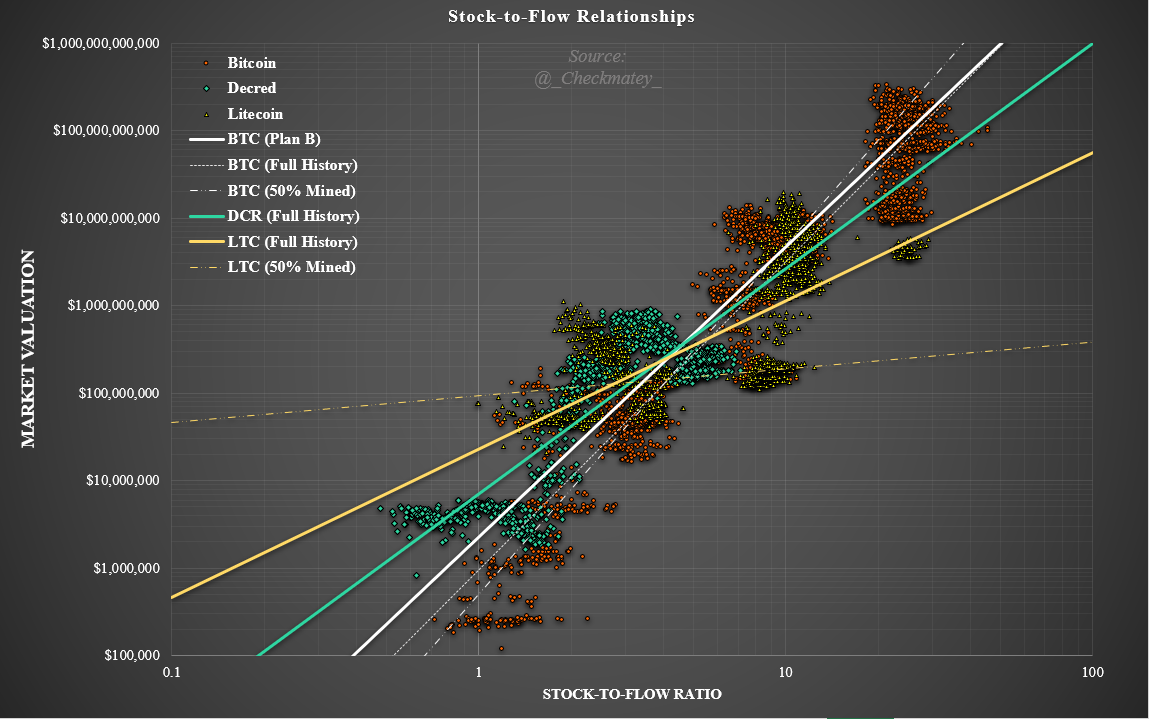 Stock-to-Flow Relationships
Source:
@_Checkmatey_
Bitcoin
Decred
Litecoin
BTC (Plan B)
BTC (Full History)
BTC (50% Mined)
DCR (Full History)
LTC (Full History)
LTC (50% Mined)
MARKET VALUATION
$1,000,000,000,000
$100,000,000,000
$10,000,000,000
$1,000,000,000
$100,000,000
$10,000,000
$1,000,000
$100,000
0.1
1
10
100
STOCK-TO-FLOW RATIO